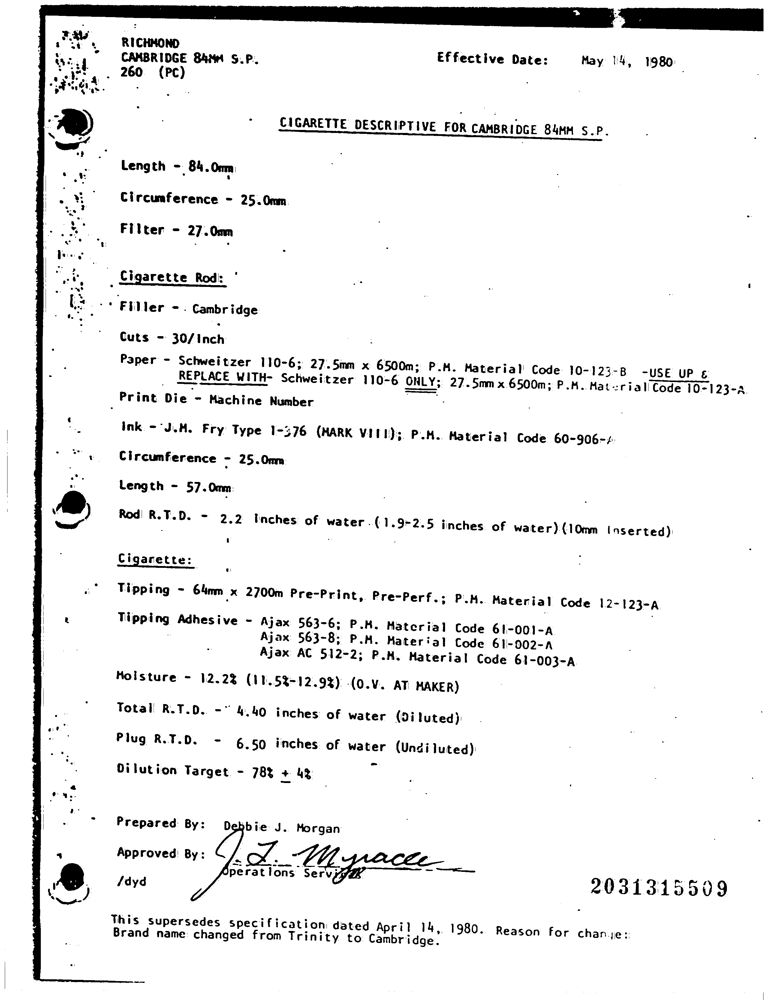 RICHMOND
CAMBRIDGE 84MM S.P.
260 (PC)
Effective Date: May 14, 1980
CIGARETTE DESCRIPTIVE FOR CAMBRIDGE 84MM S.P.
Length - 84.0mm
Circumference - 25.0mm
Filter - 27.0mm
Cigarette Rod:
Filler - Cambridge
Cuts - 30/Inch
Paper - Schweitzer 110-6; 27.5mm x 6500m; P.M. Material Code 10-123-B -USE UP &
REPLACE WITH- Schweitzer 110-6 ONLY; 27.5mm x 6500m; P.M. Material Code 10-123-A
Print Die - Machine Number
Ink - J.M. Fry Type 1-376 (MARK VIII); P.M. Material Code 60-906-
Circumference - 25.0mm
Length - 57.0mm
Rod R.T.D. - 2.2 Inches of water (1.9-2.5 inches of water)(10mm Inserted)
Cigarette:
Tipping - 64mm x 2700m Pre-Print, Pre-Perf.; P.M. Material Code 12-123-A
Tipping Adhesive - Ajax 563-6; P.M. Material Code 61-001-A
Ajax 563-8; P.M. Material Code 61-002-A
Ajax AC 512-2; P.M. Material Code 61-003-A
Moisture - 12.2% (11.5%-12.9%) (O.V. AT MAKER)
Total R.T.D. - 4.40 inches of water (Diluted)
Plug R.T.D. - 6.50 inches of water (Undiluted)
Dilution Target - 78% ± 4%
Prepared By: Debbie J. Morgan
Approved By: J. L. Myracle
Operations Services
/dyd
2031315509
This supersedes specification dated April 14, 1980. Reason for change:
Brand name changed from Trinity to Cambridge.